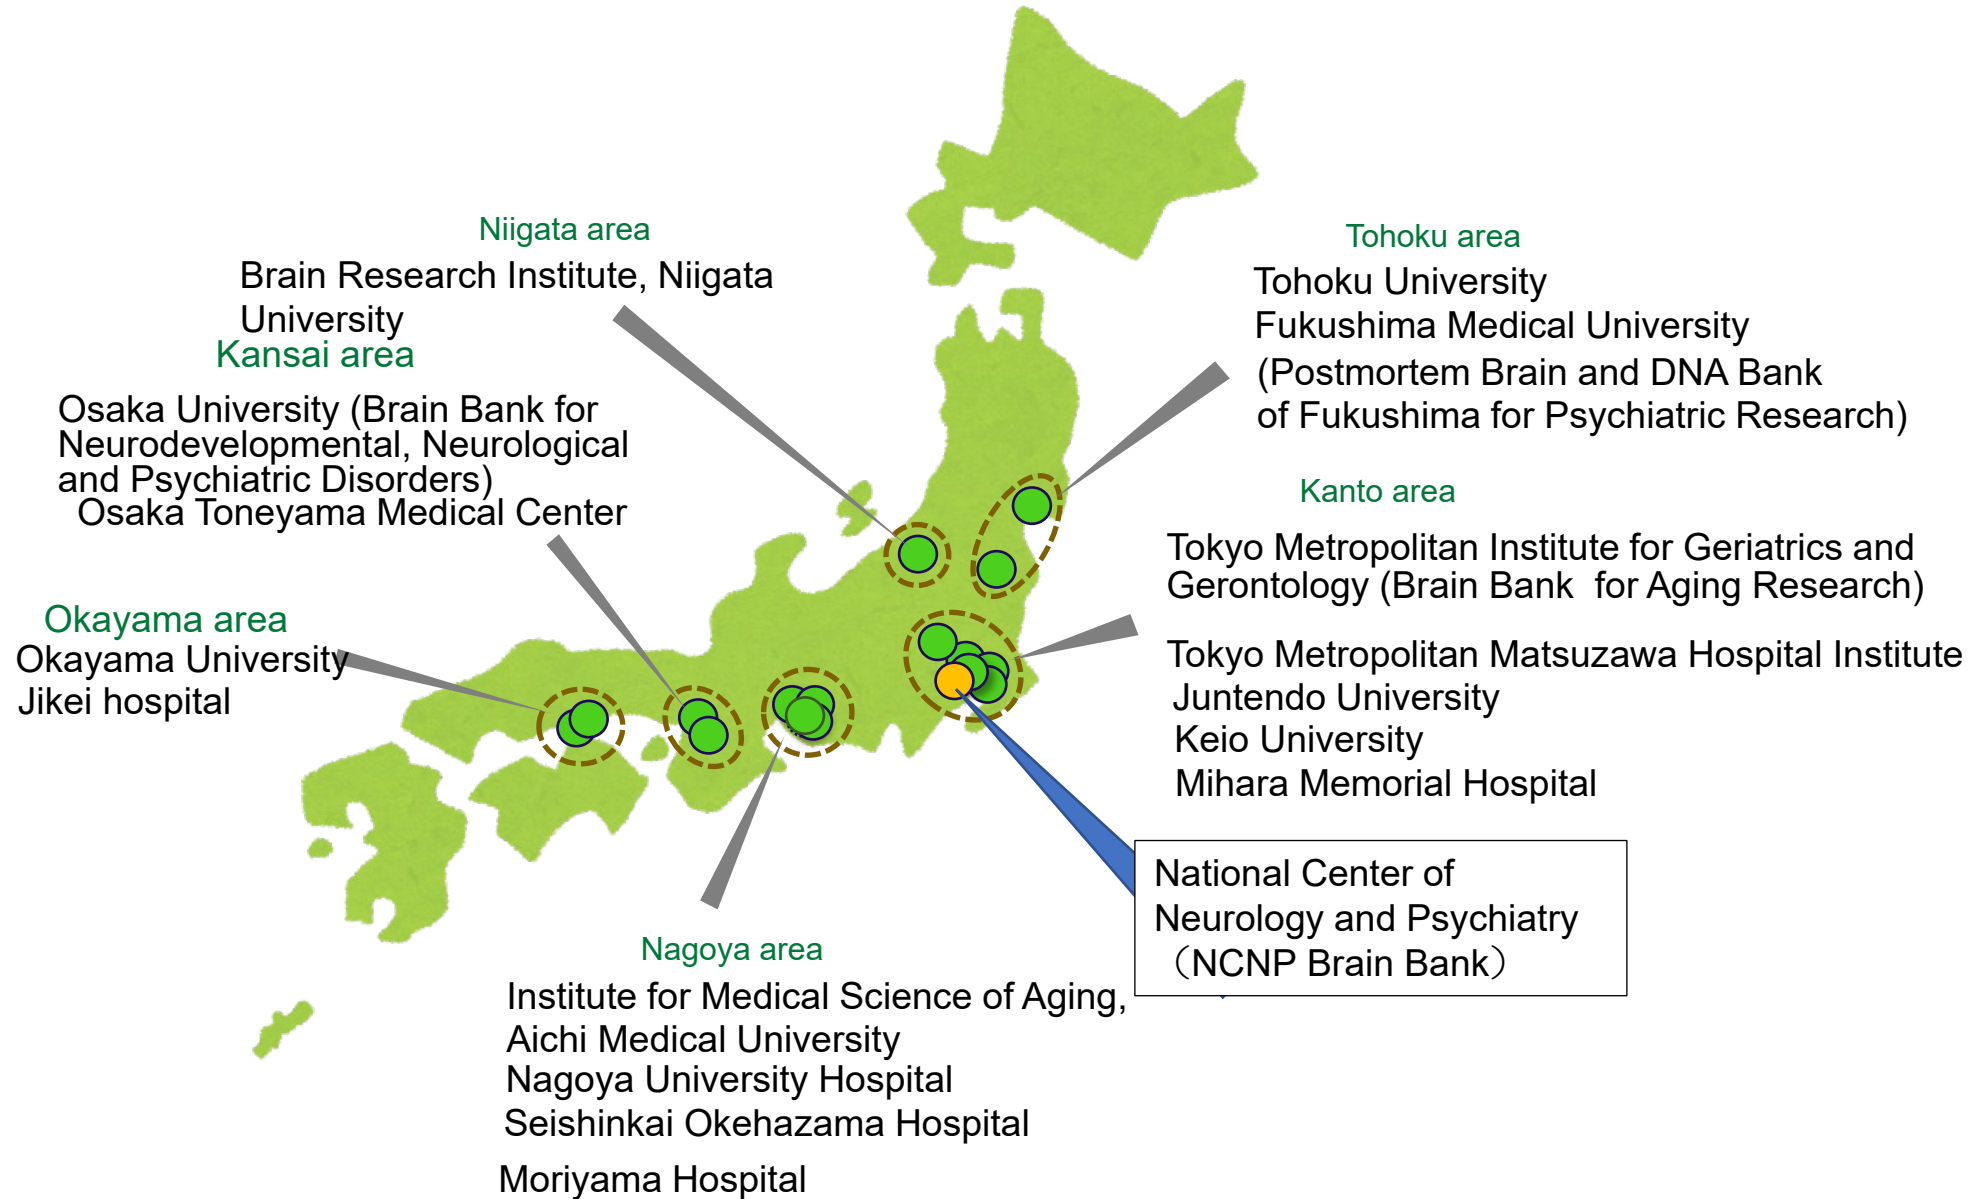 Niigata area
Brain Research Institute, Niigata
University
Kansai area
Osaka University (Brain Bank for
Neurodevelopmental, Neurological
and Psychiatric Disorders)
Osaka Toneyama Medical Center
Okayama area
Okayama University
Jikei hospital
Tohoku area
Tohoku University
Fukushima Medical University
(Postmortem Brain and DNA Bank
of Fukushima for Psychiatric Research)
Kanto area
Tokyo Metropolitan Institute for Geriatrics and
Gerontology (Brain Bank  for Aging Research)
Tokyo Metropolitan Matsuzawa Hospital Institute
Juntendo University
Keio University
Mihara Memorial Hospital
National Center of
Neurology and Psychiatry
（NCNP Brain Bank）
Nagoya area
Institute for Medical Science of Aging,
Aichi Medical University
Nagoya University Hospital
Seishinkai Okehazama Hospital
Moriyama Hospital